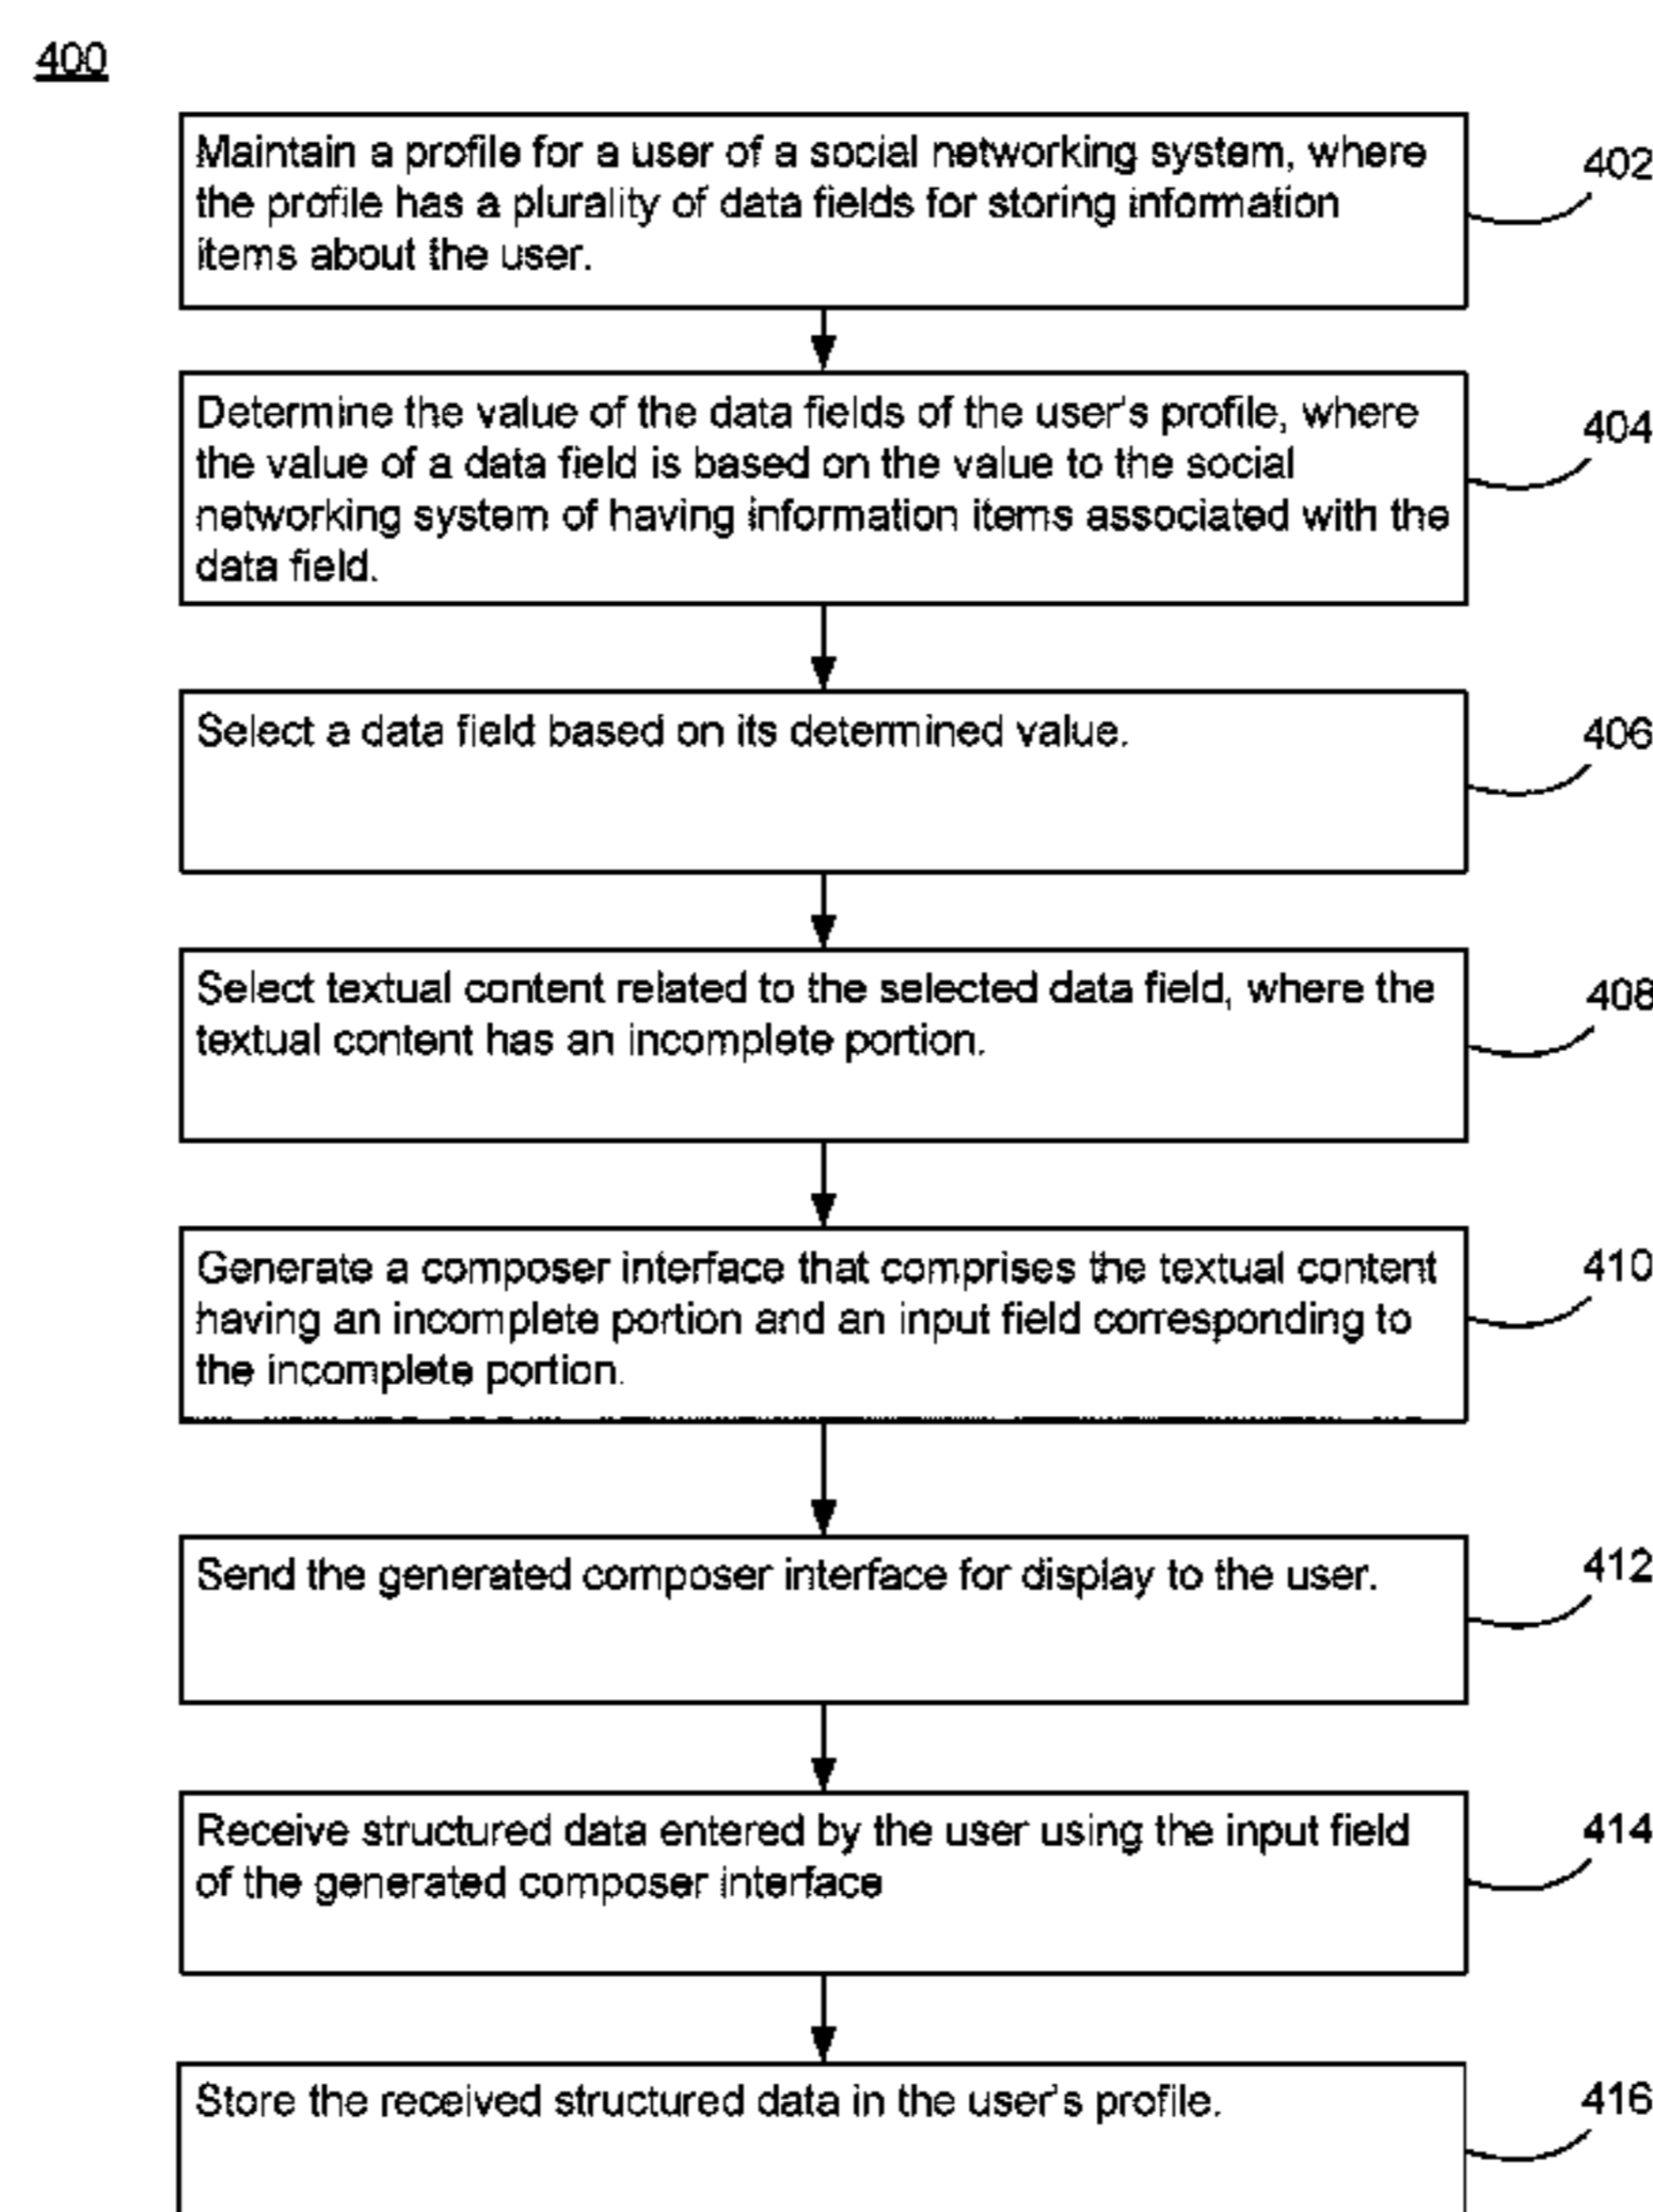 400
Maintain a profile for a user of a social networking system, where
the profile has a plurality of data fields for storing information
items about the user.
402
Determine the value of the data fields of the user's profile, where
the value of a data field is based on the value to the social
networking system of having information items associated with the
data field.
404
Select a data field based on its determined value.
406
Select textual content related to the selected data field, where the
textual content has an incomplete portion.
408
Generate a composer interface that comprises the textual content
having an incomplete portion and an input field corresponding to
the incomplete portion.
410
Send the generated composer interface for display to the user.
412
Receive structured data entered by the user using the input field
of the generated composer interface
414
Store the received structured data in the user's profile.
416